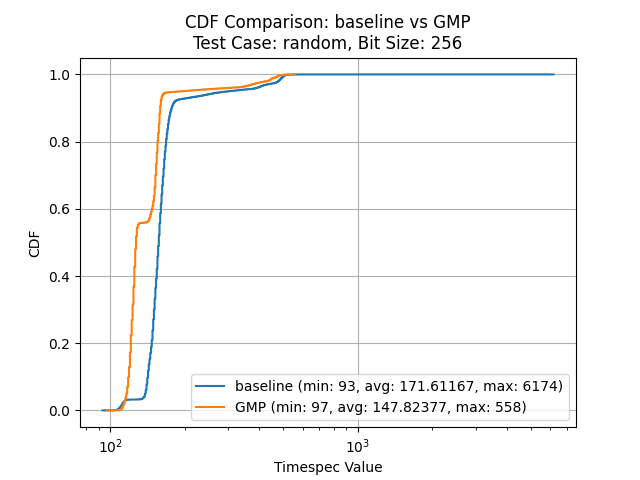 CDF Comparison: baseline vs GMP
Test Case: random, Bit Size: 256
CDF
1.0
0.8
0.6
0.4
0.2
0.0
baseline (min: 93, avg: 171.61167, max: 6174)
GMP (min: 97, avg: 147.82377, max: 558)
10²
10³
Timespec Value